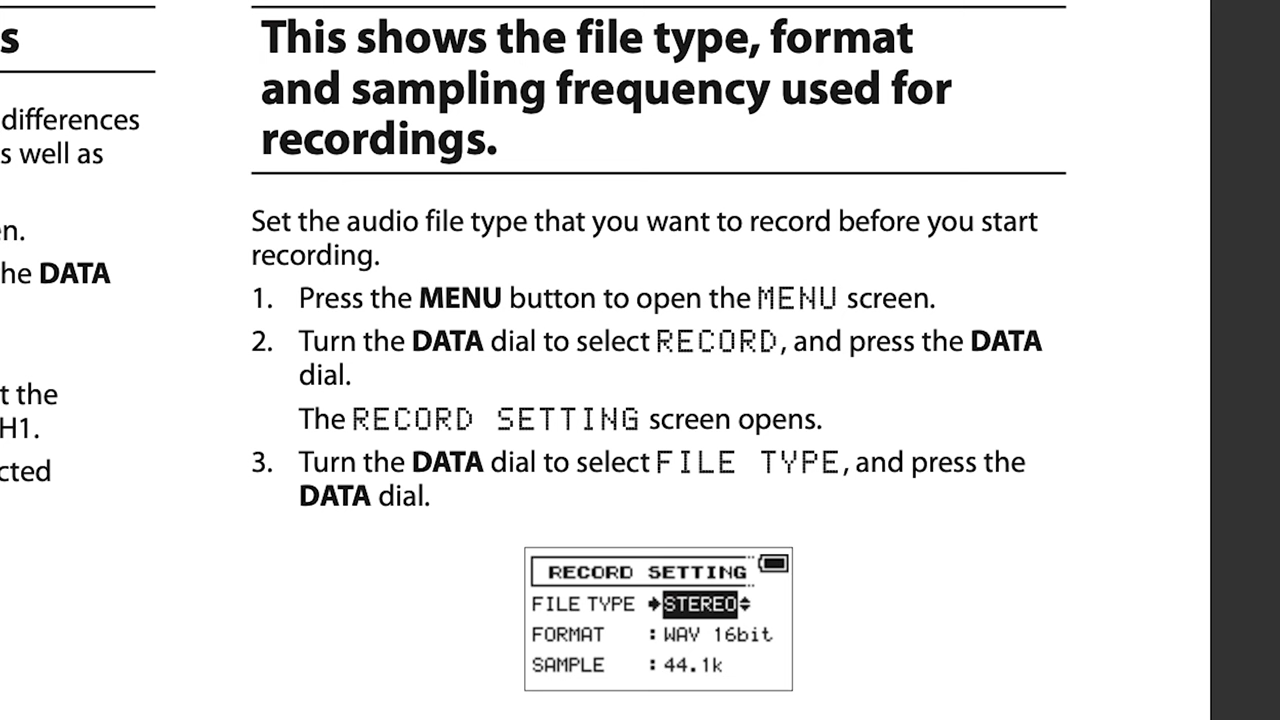 s
differences
s well as
en.
he DATA
t the
H1.
cted
This shows the file type, format
and sampling frequency used for
recordings.
Set the audio file type that you want to record before you start
recording.
1. Press the MENU button to open the MENU screen.
2. Turn the DATA dial to select RECORD, and press the DATA
dial.
The RECORD SETTING screen opens.
3. Turn the DATA dial to select FILE TYPE, and press the
DATA dial.
RECORD SETTING
FILE TYPE STEREO
FORMAT : WAV 16bit
SAMPLE : 44.1k